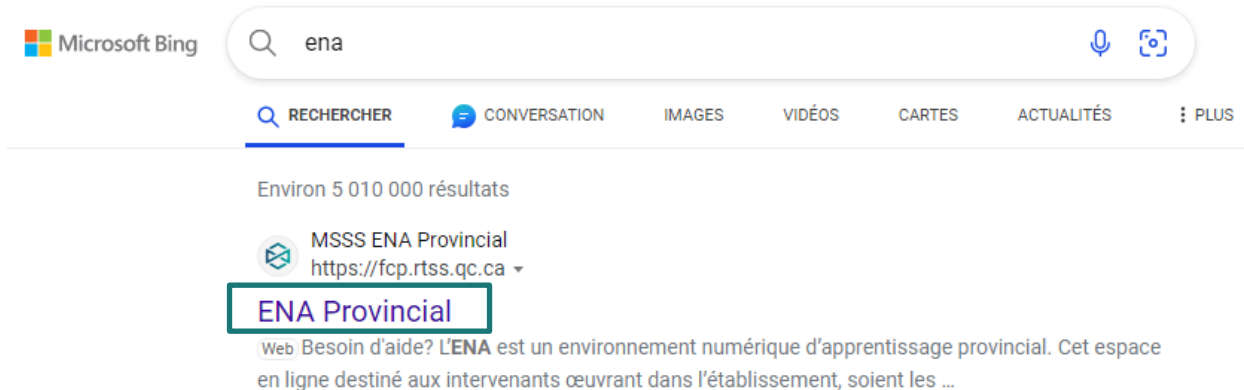 Microsoft Bing
ena
RECHERCHER CONVERSATION IMAGES VIDÉOS CARTES ACTUALITÉS PLUS
Environ 5 010 000 résultats
MSSS ENA Provincial
https://fcp.rtss.qc.ca
ENA Provincial
Web Besoin d'aide? L'ENA est un environnement numérique d’apprentissage provincial. Cet espace
en ligne destiné aux intervenants œuvrant dans l’établissement, soient les ...